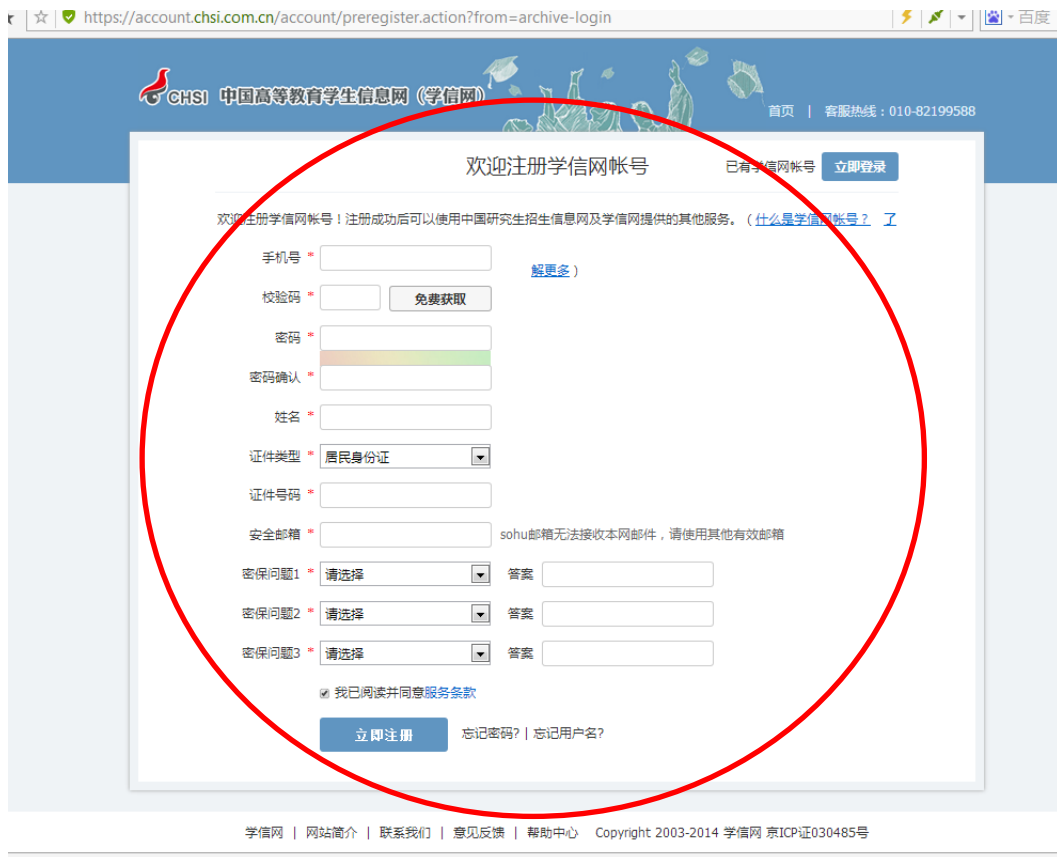 https://account.chsi.com.cn/account/preregister.action?from=archive-login 百度
CHSI 中国高等教育学生信息网（学信网）
首页 | 客服热线：010-82199588
欢迎注册学信网帐号 已有学信网帐号 立即登录
欢迎注册学信网帐号！注册成功后可以使用中国研究生招生信息网及学信网提供的其他服务。（什么是学信网帐号？ 了
解更多）
手机号 *
校验码 * 免费获取
密码 *
密码确认 *
姓名 *
证件类型 * 居民身份证
证件号码 *
安全邮箱 * sohu邮箱无法接收本网邮件，请使用其他有效邮箱
密保问题1 * 请选择 答案
密保问题2 * 请选择 答案
密保问题3 * 请选择 答案
我已阅读并同意服务条款
立即注册 忘记密码? | 忘记用户名?
学信网 | 网站简介 | 联系我们 | 意见反馈 | 帮助中心 Copyright 2003-2014 学信网 京ICP证030485号